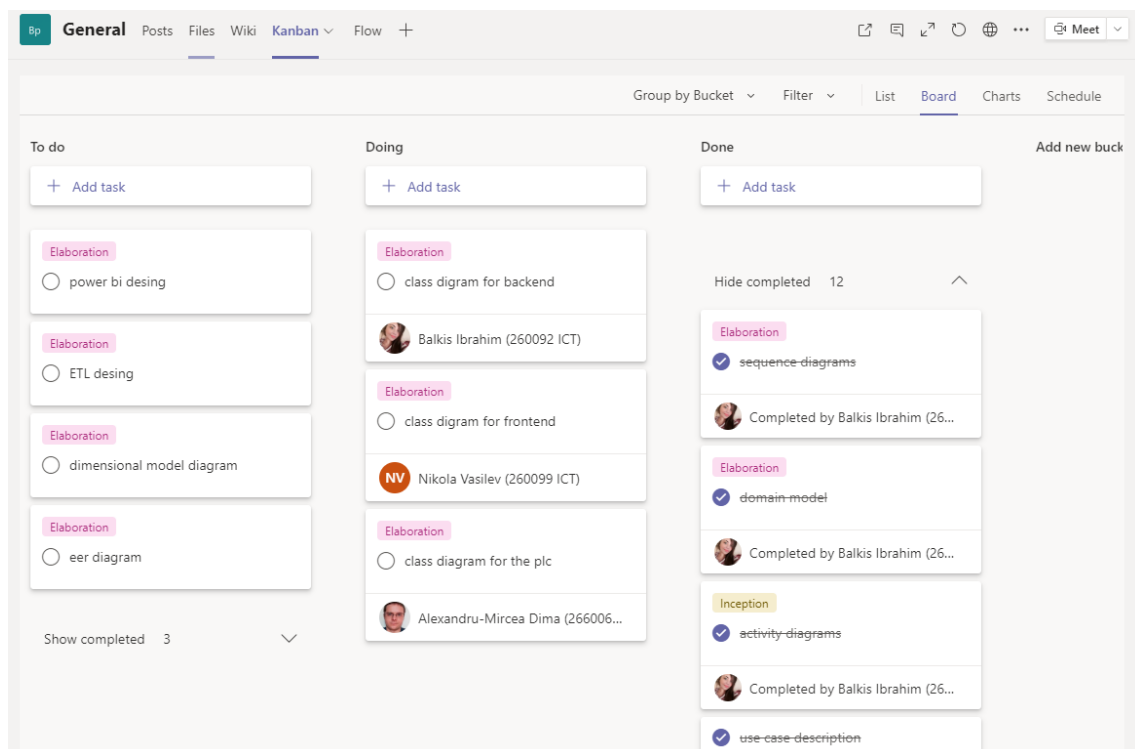 Bp General Posts Files Wiki Kanban Flow
Meet
Group by Bucket Filter List Board Charts Schedule
To do
Add task
Elaboration
power bi desing
Elaboration
ETL desing
Elaboration
dimensional model diagram
Elaboration
eer diagram
Show completed 3
Doing
Add task
Elaboration
class digram for backend
Balkis Ibrahim (260092 ICT)
Elaboration
class digram for frontend
NV Nikola Vasilev (260099 ICT)
Elaboration
class diagram for the plc
Alexandru-Mircea Dima (266006...
Done
Add task
Hide completed 12
Elaboration
sequence diagrams
Completed by Balkis Ibrahim (26...
Elaboration
domain model
Completed by Balkis Ibrahim (26...
Inception
activity diagrams
Completed by Balkis Ibrahim (26...
use case description
Add new buck